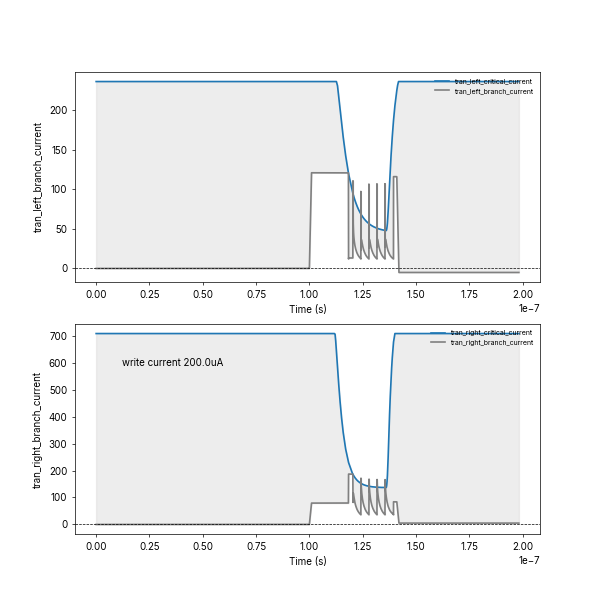 tran_left_critical_current
tran_left_branch_current
tran_left_branch_current
200
150
100
50
0
0.00 0.25 0.50 0.75 1.00 1.25 1.50 1.75 2.00
Time (s)
1e−7
tran_right_critical_current
tran_right_branch_current
write current 200.0uA
tran_right_branch_current
700
600
500
400
300
200
100
0
0.00 0.25 0.50 0.75 1.00 1.25 1.50 1.75 2.00
Time (s)
1e−7